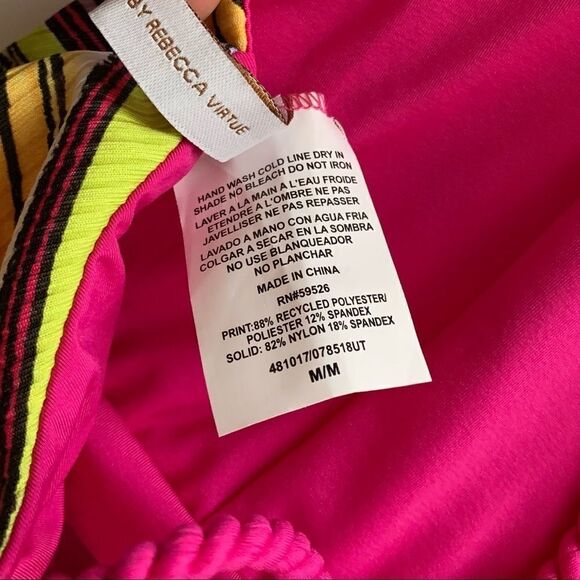 BY REBECCA VIRTUE
HAND WASH COLD LINE DRY IN
SHADE NO BLEACH DO NOT IRON
LAVER A LA MAIN A L'EAU FROIDE
ETENDRE A L'OMBRE NE PAS
JAVELLISER NE PAS REPASSER
LAVADO A MANO CON AGUA FRIA
COLGAR A SECAR EN LA SOMBRA
NO USE BLANQUEADOR
NO PLANCHAR
MADE IN CHINA
RN#59526
PRINT:88% RECYCLED POLYESTER/
POLIESTER 12% SPANDEX
SOLID: 82% NYLON 18% SPANDEX
481017/078518UT
M/M